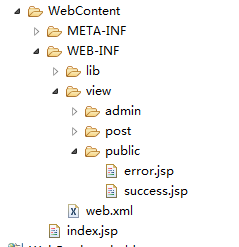 WebContent
META-INF
WEB-INF
lib
view
admin
post
public
error.jsp
success.jsp
web.xml
index.jsp